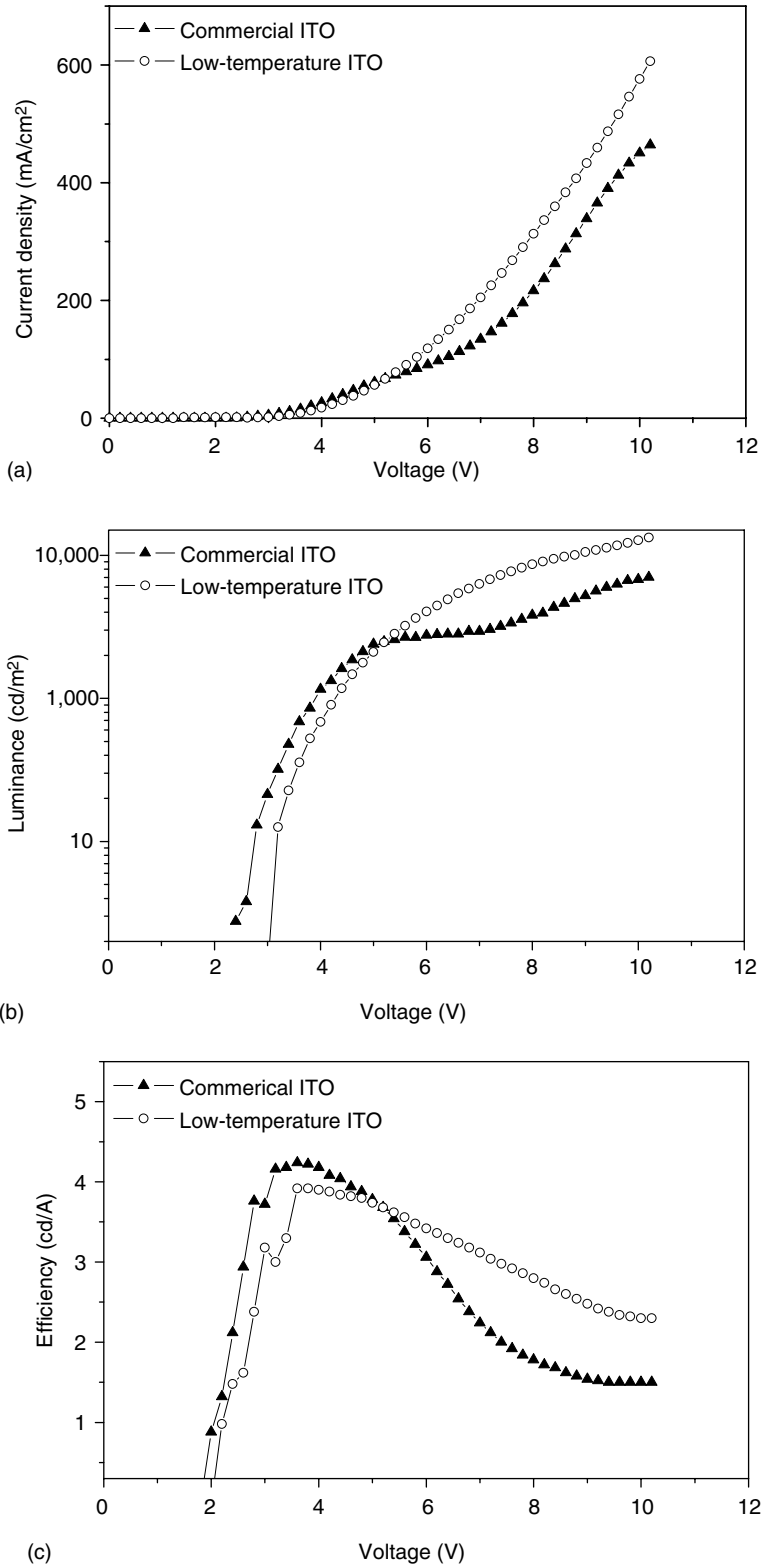 Commercial ITO
Low-temperature ITO
600
400
200
0
0 2 4 6 8 10 12
Current density (mA/cm²)
Voltage (V)
(a)
Commercial ITO
Low-temperature ITO
10,000
1,000
10
0 2 4 6 8 10 12
Luminance (cd/m²)
Voltage (V)
(b)
Commerical ITO
Low-temperature ITO
5
4
3
2
1
0 2 4 6 8 10 12
Efficiency (cd/A)
Voltage (V)
(c)